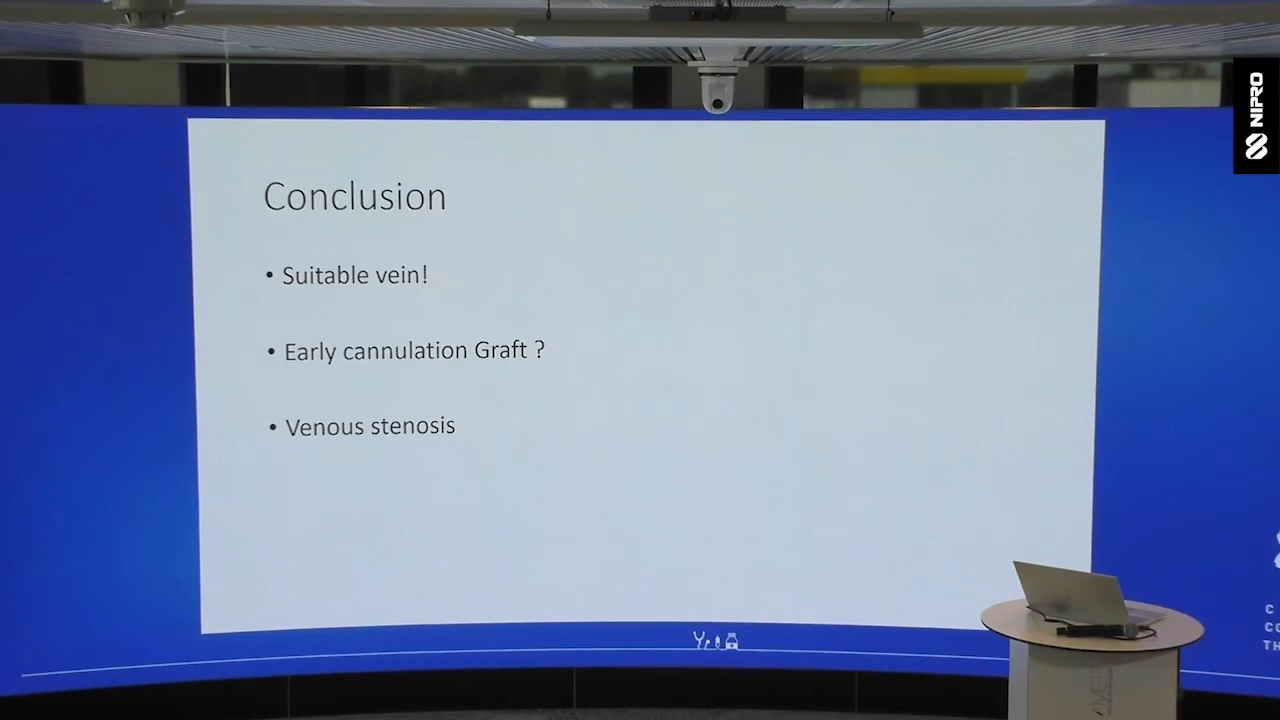 NIPRO
Conclusion
• Suitable vein!
• Early cannulation Graft ?
• Venous stenosis